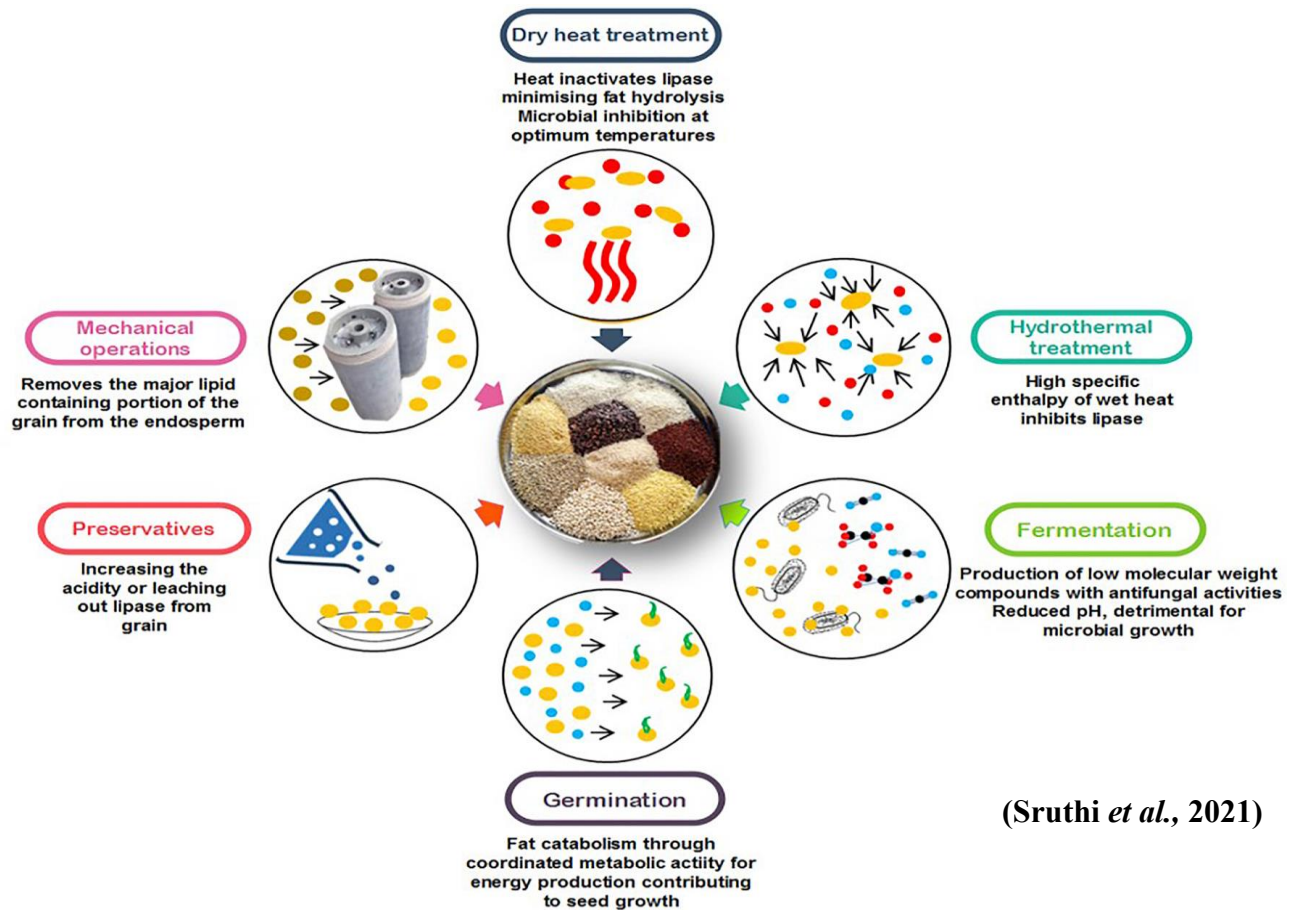 Dry heat treatment
Heat inactivates lipase
minimising fat hydrolysis
Microbial inhibition at
optimum temperatures
Mechanical
operations
Removes the major lipid
containing portion of the
grain from the endosperm
Hydrothermal
treatment
High specific
enthalpy of wet heat
inhibits lipase
Preservatives
Increasing the
acidity or leaching
out lipase from
grain
Fermentation
Production of low molecular weight
compounds with antifungal activities
Reduced pH, detrimental for
microbial growth
Germination
Fat catabolism through
coordinated metabolic actiity for
energy production contributing
to seed growth
(Sruthi et al., 2021)